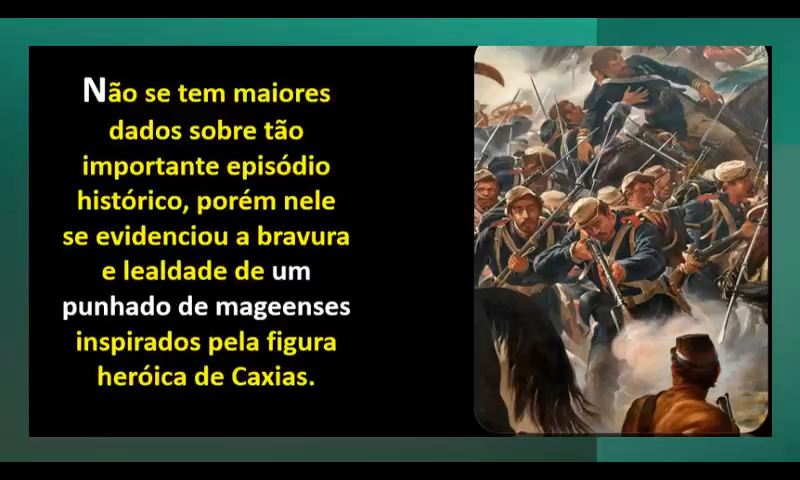 Não se tem maiores
dados sobre tão
importante episódio
histórico, porém nele
se evidenciou a bravura
e lealdade de um
punhado de mageenses
inspirados pela figura
heróica de Caxias.